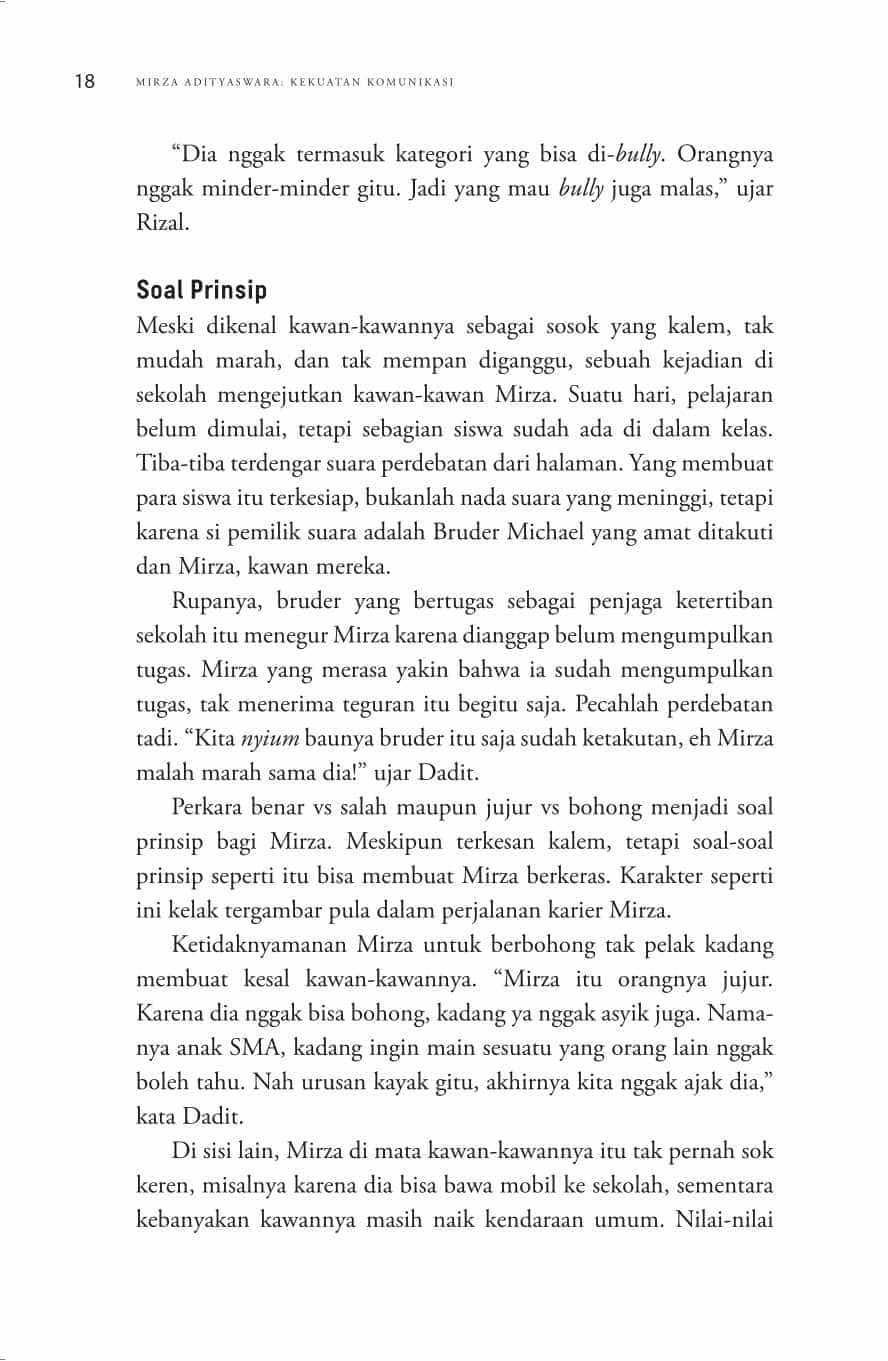 18 MIRZA ADITYASWARA: KEKUATAN KOMUNIKASI
“Dia nggak termasuk kategori yang bisa di-bully. Orangnya
nggak minder-minder gitu. Jadi yang mau bully juga malas,” ujar
Rizal.
Soal Prinsip
Meski dikenal kawan-kawannya sebagai sosok yang kalem, tak
mudah marah, dan tak mempan diganggu, sebuah kejadian di
sekolah mengejutkan kawan-kawan Mirza. Suatu hari, pelajaran
belum dimulai, tetapi sebagian siswa sudah ada di dalam kelas.
Tiba-tiba terdengar suara perdebatan dari halaman. Yang membuat
para siswa itu terkesiap, bukanlah nada suara yang meninggi, tetapi
karena si pemilik suara adalah Bruder Michael yang amat ditakuti
dan Mirza, kawan mereka.
Rupanya, bruder yang bertugas sebagai penjaga ketertiban
sekolah itu menegur Mirza karena dianggap belum mengumpulkan
tugas. Mirza yang merasa yakin bahwa ia sudah mengumpulkan
tugas, tak menerima teguran itu begitu saja. Pecahlah perdebatan
tadi. “Kita nyium baunya bruder itu saja sudah ketakutan, eh Mirza
malah marah sama dia!” ujar Dadit.
Perkara benar vs salah maupun jujur vs bohong menjadi soal
prinsip bagi Mirza. Meskipun terkesan kalem, tetapi soal-soal
prinsip seperti itu bisa membuat Mirza berkeras. Karakter seperti
ini kelak tergambar pula dalam perjalanan karier Mirza.
Ketidaknyamanan Mirza untuk berbohong tak pelak kadang
membuat kesal kawan-kawannya. “Mirza itu orangnya jujur.
Karena dia nggak bisa bohong, kadang ya nggak asyik juga. Nama-
nya anak SMA, kadang ingin main sesuatu yang orang lain nggak
boleh tahu. Nah urusan kayak gitu, akhirnya kita nggak ajak dia,”
kata Dadit.
Di sisi lain, Mirza di mata kawan-kawannya itu tak pernah sok
keren, misalnya karena dia bisa bawa mobil ke sekolah, sementara
kebanyakan kawannya masih naik kendaraan umum. Nilai-nilai